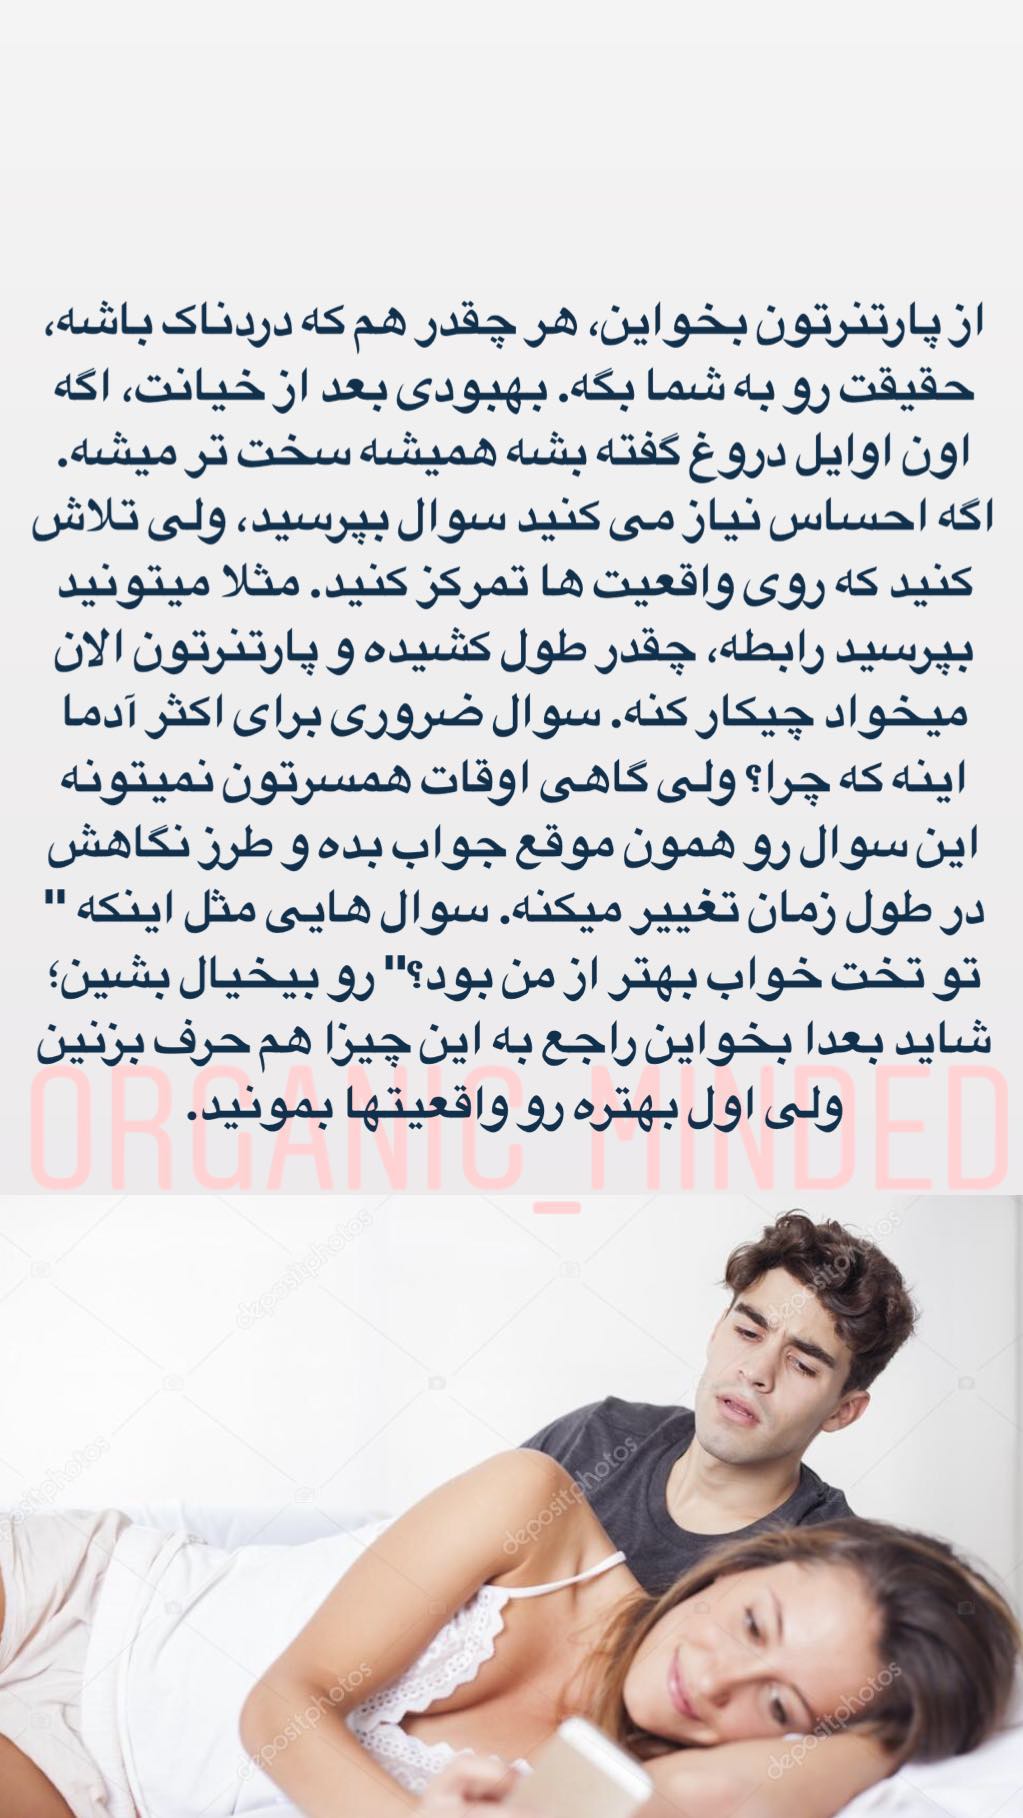 از پارتنرتون بخواین، هر چقدر هم که دردناک باشه،
حقیقت رو به شما بگه. بهبودی بعد از خیانت، اگه
اون اوایل دروغ گفته بشه همیشه سخت تر میشه.
اگه احساس نیاز می کنید سوال بپرسید، ولی تلاش
کنید که روی واقعیت ها تمرکز کنید. مثلا میتونید
بپرسید رابطه، چقدر طول کشیده و پارتنرتون الان
میخواد چیکار کنه. سوال ضروری برای اکثر آدما
اینه که چرا؟ ولی گاهی اوقات همسرتون نمیتونه
این سوال رو همون موقع جواب بده و طرز نگاهش
در طول زمان تغییر میکنه. سوال هایی مثل اینکه "
تو تخت خواب بهتر از من بود؟" رو بیخیال بشین؛
شاید بعدا بخواین راجع به این چیزا هم حرف بزنین
ولی اول بهتره رو واقعیتها بمونید.
ORGANIC_MINDED
depositphotos
depositphotos
depositphotos
depositphotos
depositphotos
depositphotos